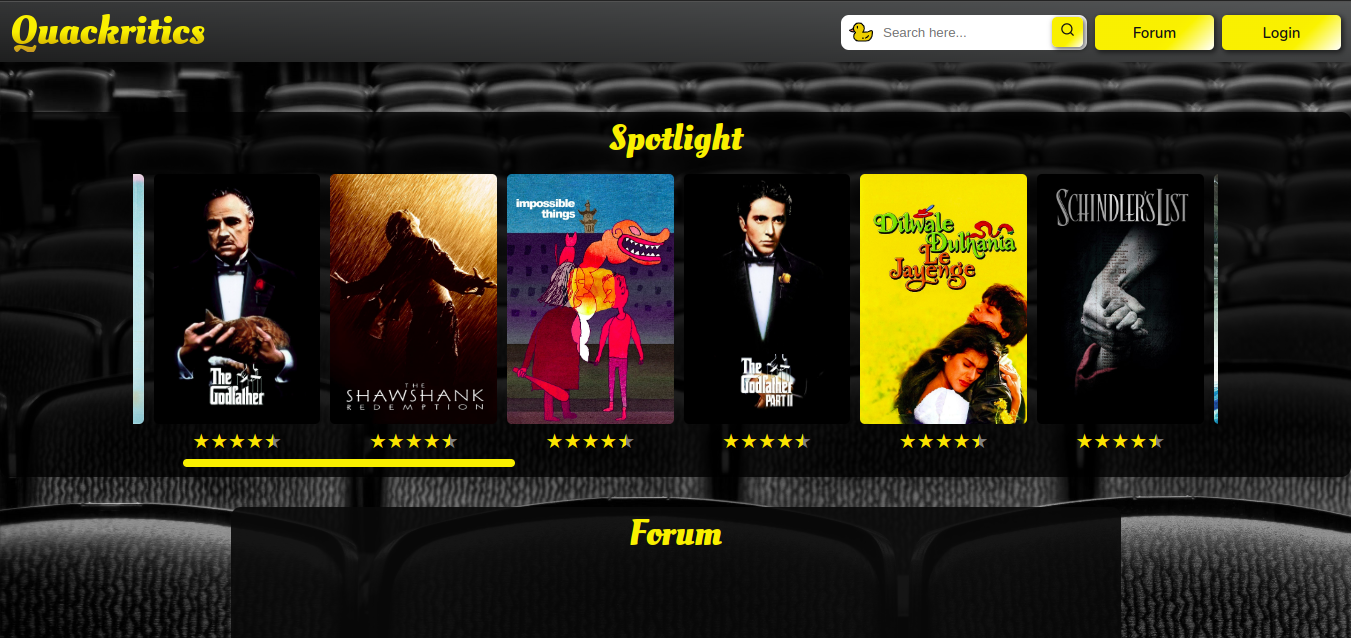 Quackritics
Search here...
Forum
Login
Spotlight
The
Godfather
THE
SHAWSHANK
REDEMPTION
impossible
things
The
Godfather
PART II
Dilwale
Dulhania
Le
Jayenge
SCHINDLER'S LIST
Forum